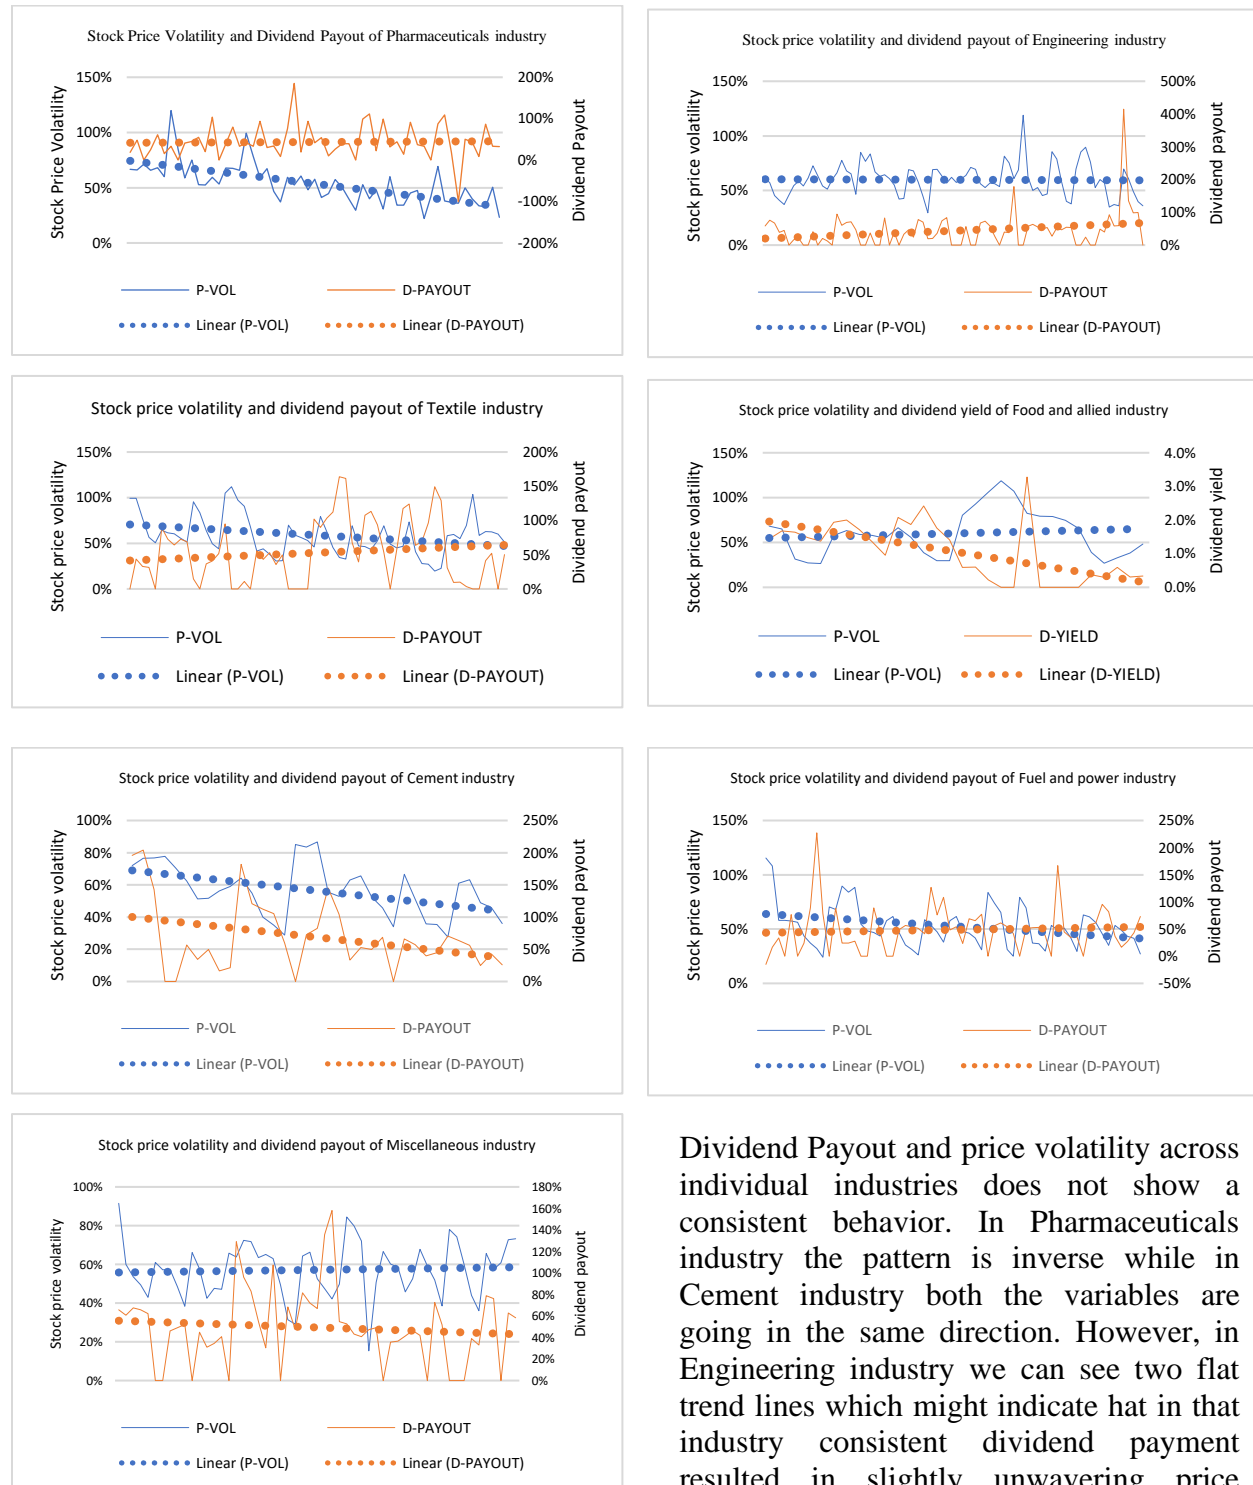 Stock Price Volatility and Dividend Payout of Pharmaceuticals industry
Stock Price Volatility
150%
100%
50%
0%
200%
100%
0%
-100%
-200%
Dividend Payout
P-VOL
D-PAYOUT
Linear (P-VOL)
Linear (D-PAYOUT)
Stock price volatility and dividend payout of Engineering industry
Stock price volatility
150%
100%
50%
0%
500%
400%
300%
200%
100%
0%
Dividend payout
P-VOL
D-PAYOUT
Linear (P-VOL)
Linear (D-PAYOUT)
Stock price volatility and dividend payout of Textile industry
Stock price volatility
150%
100%
50%
0%
200%
150%
100%
50%
0%
Dividend payout
P-VOL
D-PAYOUT
Linear (P-VOL)
Linear (D-PAYOUT)
Stock price volatility and dividend yield of Food and allied industry
Stock price volatility
150%
100%
50%
0%
4.0%
3.0%
2.0%
1.0%
0.0%
Dividend yield
P-VOL
D-YIELD
Linear (P-VOL)
Linear (D-YIELD)
Stock price volatility and dividend payout of Cement industry
Stock price volatility
100%
80%
60%
40%
20%
0%
250%
200%
150%
100%
50%
0%
Dividend payout
P-VOL
D-PAYOUT
Linear (P-VOL)
Linear (D-PAYOUT)
Stock price volatility and dividend payout of Fuel and power industry
Stock price volatility
150%
100%
50%
0%
250%
200%
150%
100%
50%
0%
-50%
Dividend payout
P-VOL
D-PAYOUT
Linear (P-VOL)
Linear (D-PAYOUT)
Stock price volatility and dividend payout of Miscellaneous industry
Stock price volatility
100%
80%
60%
40%
20%
0%
180%
160%
140%
120%
100%
80%
60%
40%
20%
0%
Dividend payout
P-VOL
D-PAYOUT
Linear (P-VOL)
Linear (D-PAYOUT)
Dividend Payout and price volatility across
individual industries does not show a
consistent behavior. In Pharmaceuticals
industry the pattern is inverse while in
Cement industry both the variables are
going in the same direction. However, in
Engineering industry we can see two flat
trend lines which might indicate hat in that
industry consistent dividend payment
resulted in slightly unwavering price